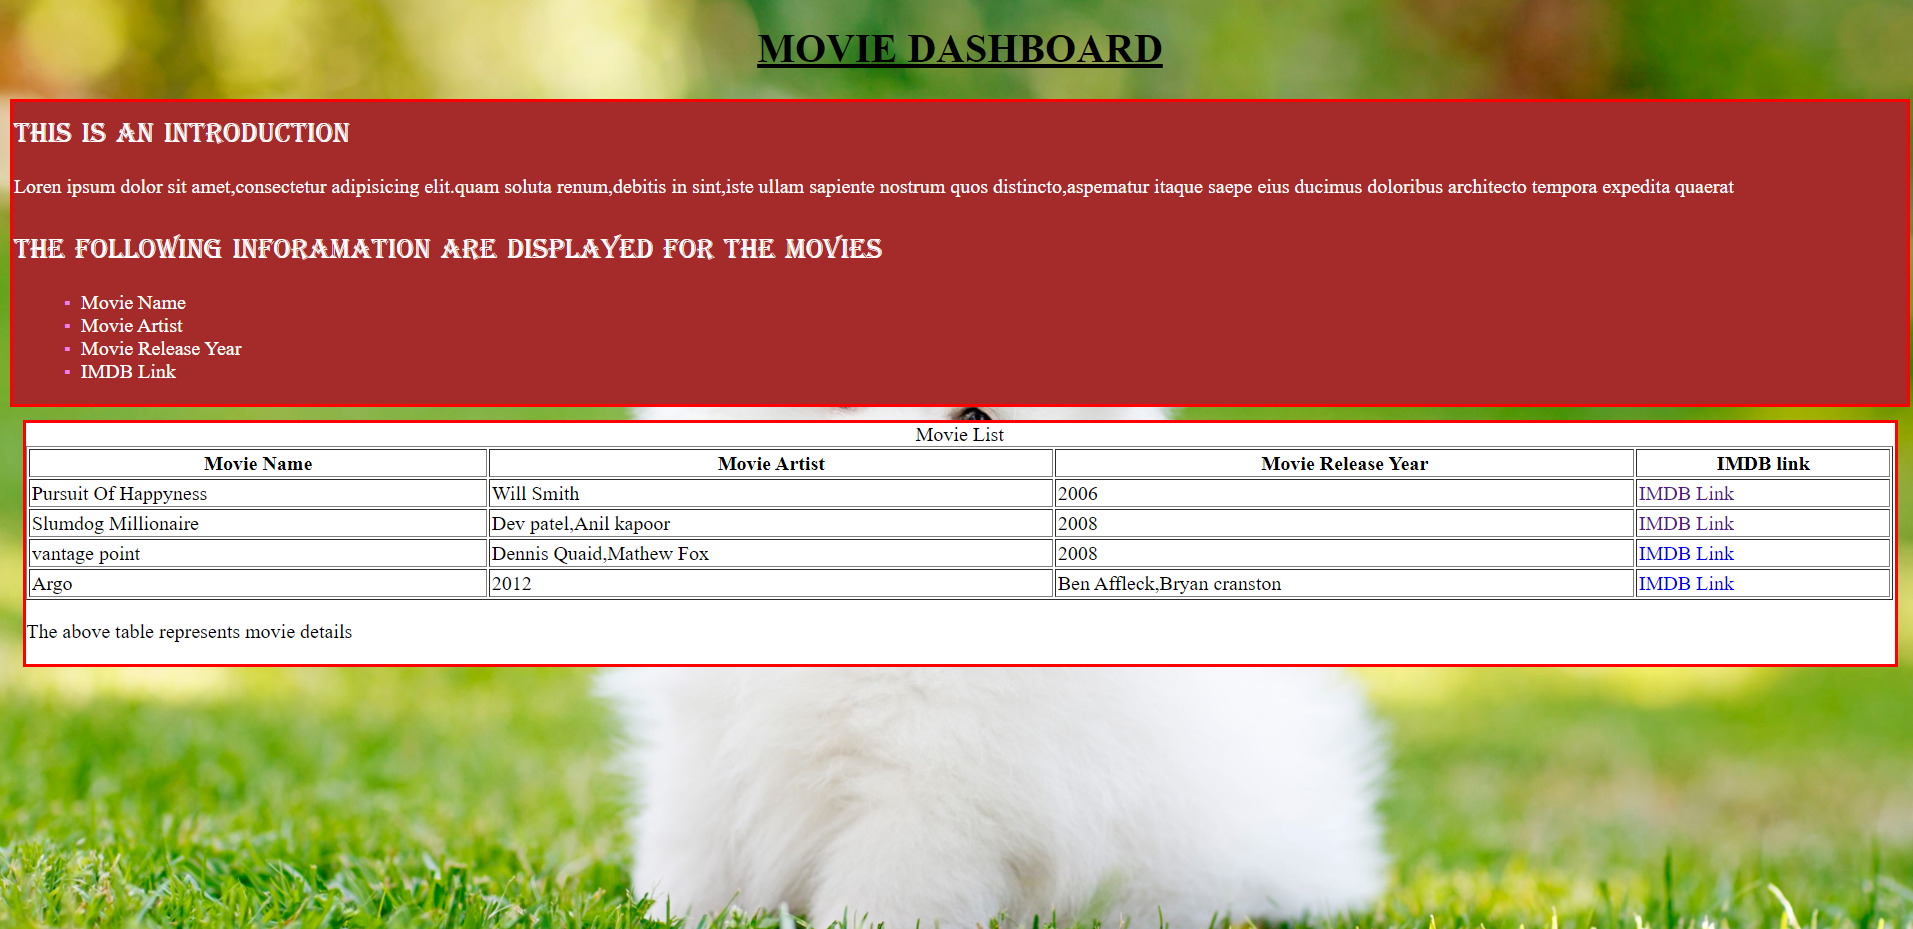 MOVIE DASHBOARD
THIS IS AN INTRODUCTION
Loren ipsum dolor sit amet,consectetur adipisicing elit.quam soluta renum,debitis in sint,iste ullam sapiente nostrum quos distincto,aspematur itaque saepe eius ducimus doloribus architecto tempora expedita quaerat
THE FOLLOWING INFORAMATION ARE DISPLAYED FOR THE MOVIES
Movie Name
Movie Artist
Movie Release Year
IMDB Link
Movie List
Movie Name Movie Artist Movie Release Year IMDB link
Pursuit Of Happyness Will Smith 2006 IMDB Link
Slumdog Millionaire Dev patel,Anil kapoor 2008 IMDB Link
vantage point Dennis Quaid,Mathew Fox 2008 IMDB Link
Argo 2012 Ben Affleck,Bryan cranston IMDB Link
The above table represents movie details